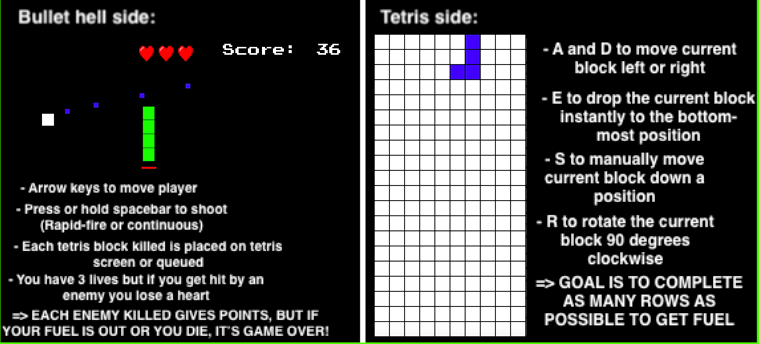 Bullet hell side:
Score: 36
- Arrow keys to move player
- Press or hold spacebar to shoot
(Rapid-fire or continuous)
- Each tetris block killed is placed on tetris
screen or queued
- You have 3 lives but if you get hit by an
enemy you lose a heart
=> EACH ENEMY KILLED GIVES POINTS, BUT IF
YOUR FUEL IS OUT OR YOU DIE, IT'S GAME OVER!
Tetris side:
- A and D to move current
block left or right
- E to drop the current block
instantly to the bottom-
most position
- S to manually move
current block down a
position
- R to rotate the current
block 90 degrees
clockwise
=> GOAL IS TO COMPLETE
AS MANY ROWS AS
POSSIBLE TO GET FUEL